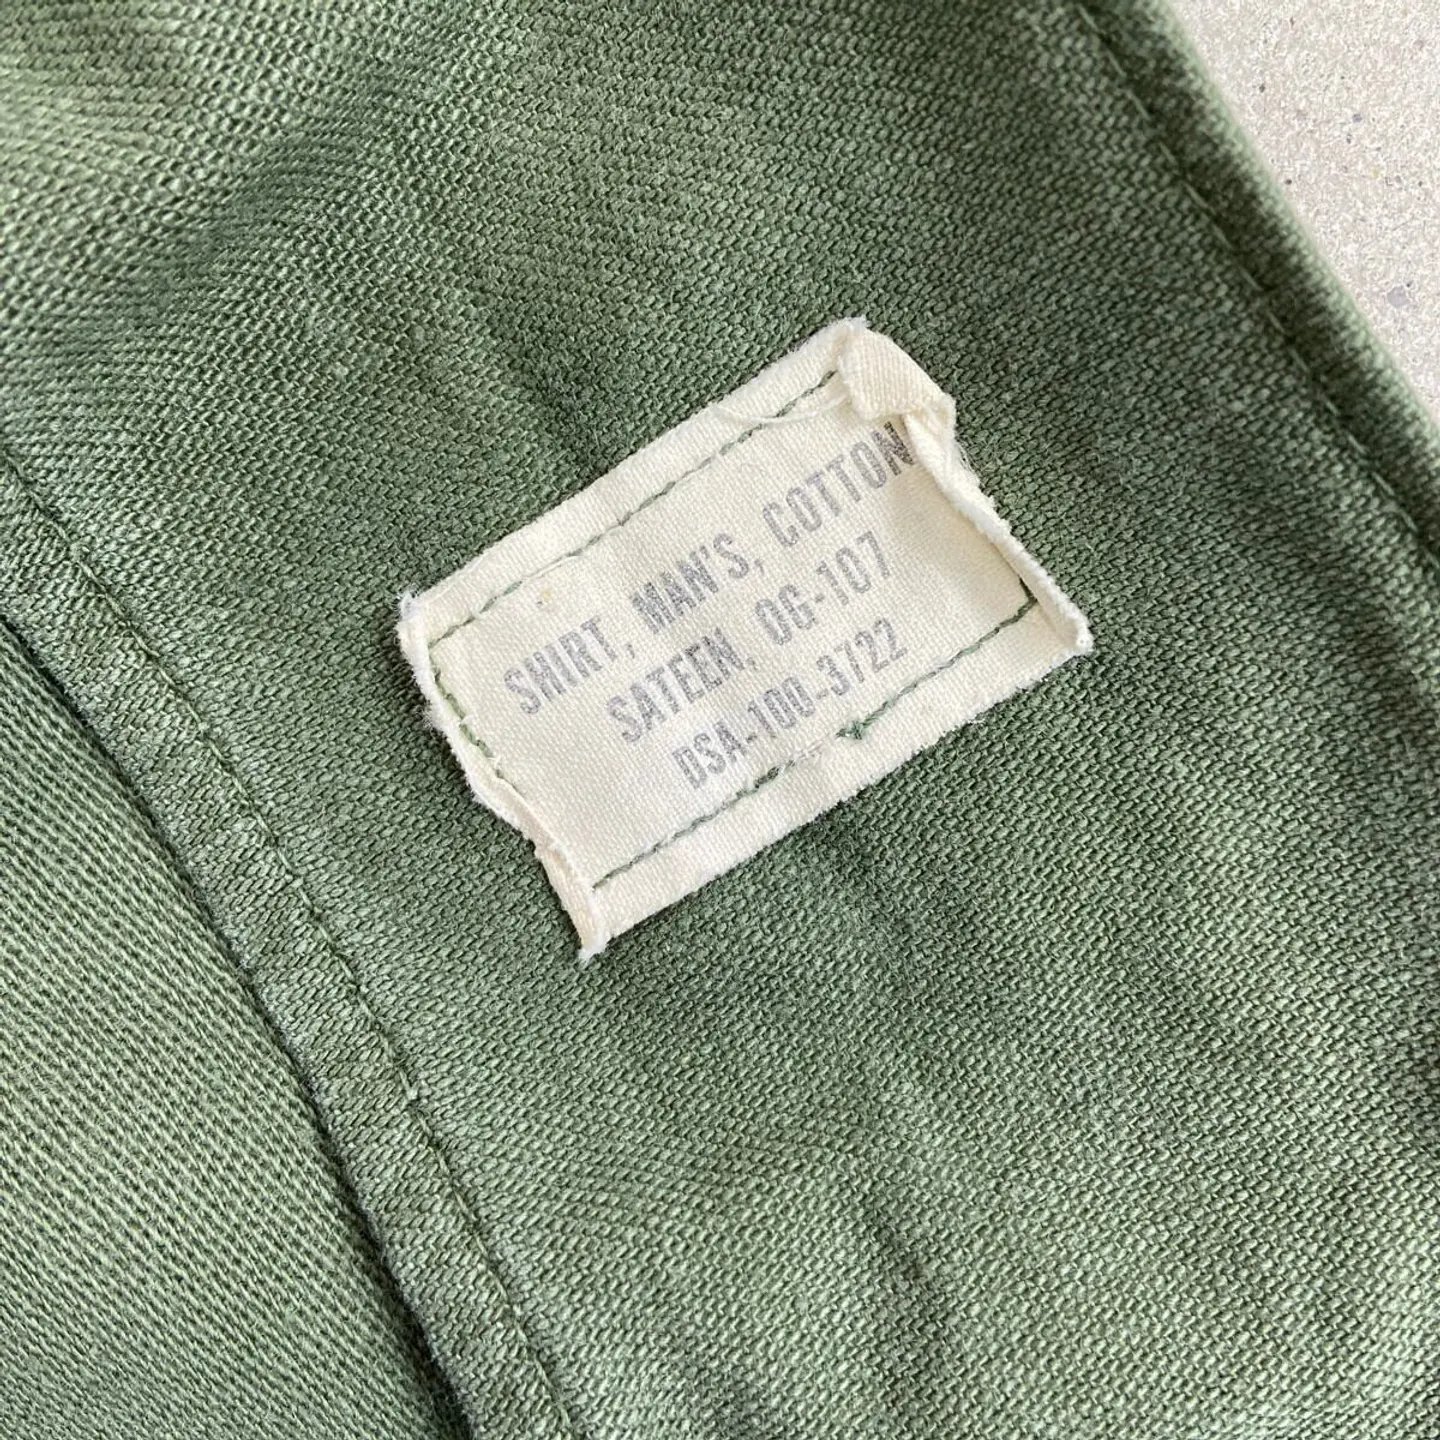 SHIRT, MAN'S, COTTON
SATEEN, OG-107
DSA-100-3722